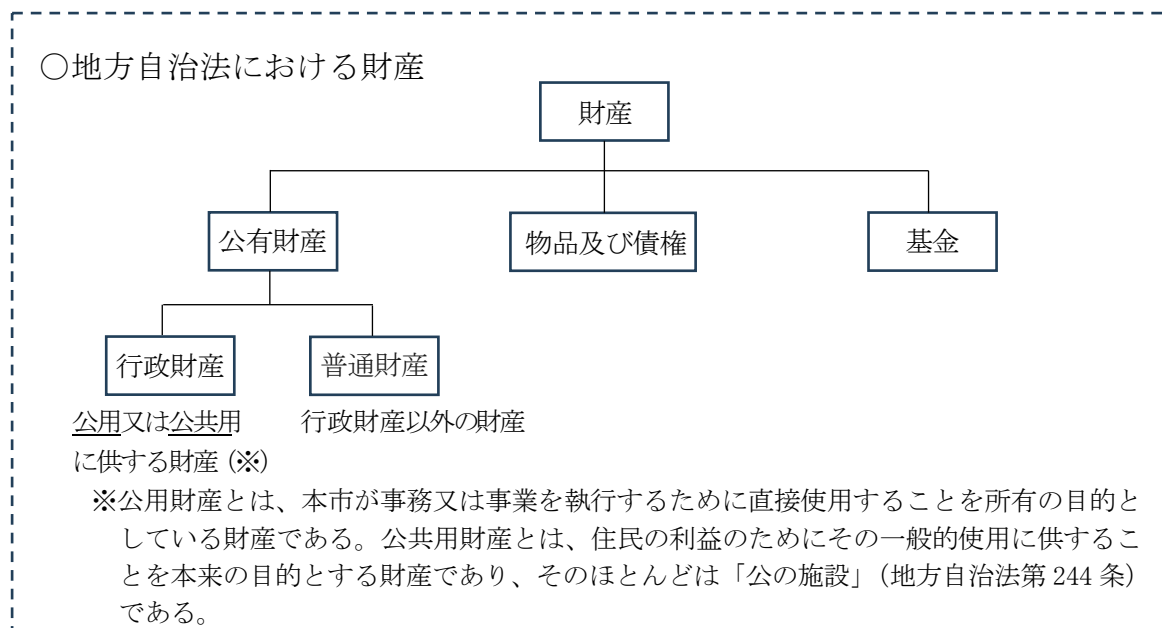 〇地方自治法における財産
財産
公有財産
物品及び債権
基金
行政財産
普通財産
公用又は公共用
に供する財産(※)
行政財産以外の財産
※公用財産とは、本市が事務又は事業を執行するために直接使用することを所有の目的と
している財産である。公共用財産とは、住民の利益のためにその一般的使用に供するこ
とを本来の目的とする財産であり、そのほとんどは「公の施設」(地方自治法第 244 条)
である。